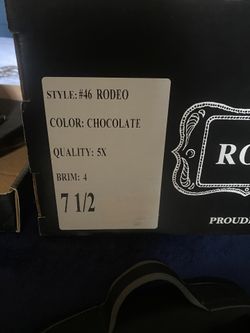 STYLE: #46 RODEO
COLOR: CHOCOLATE
QUALITY: 5X
BRIM: 4
7 1/2
RO
PROUD